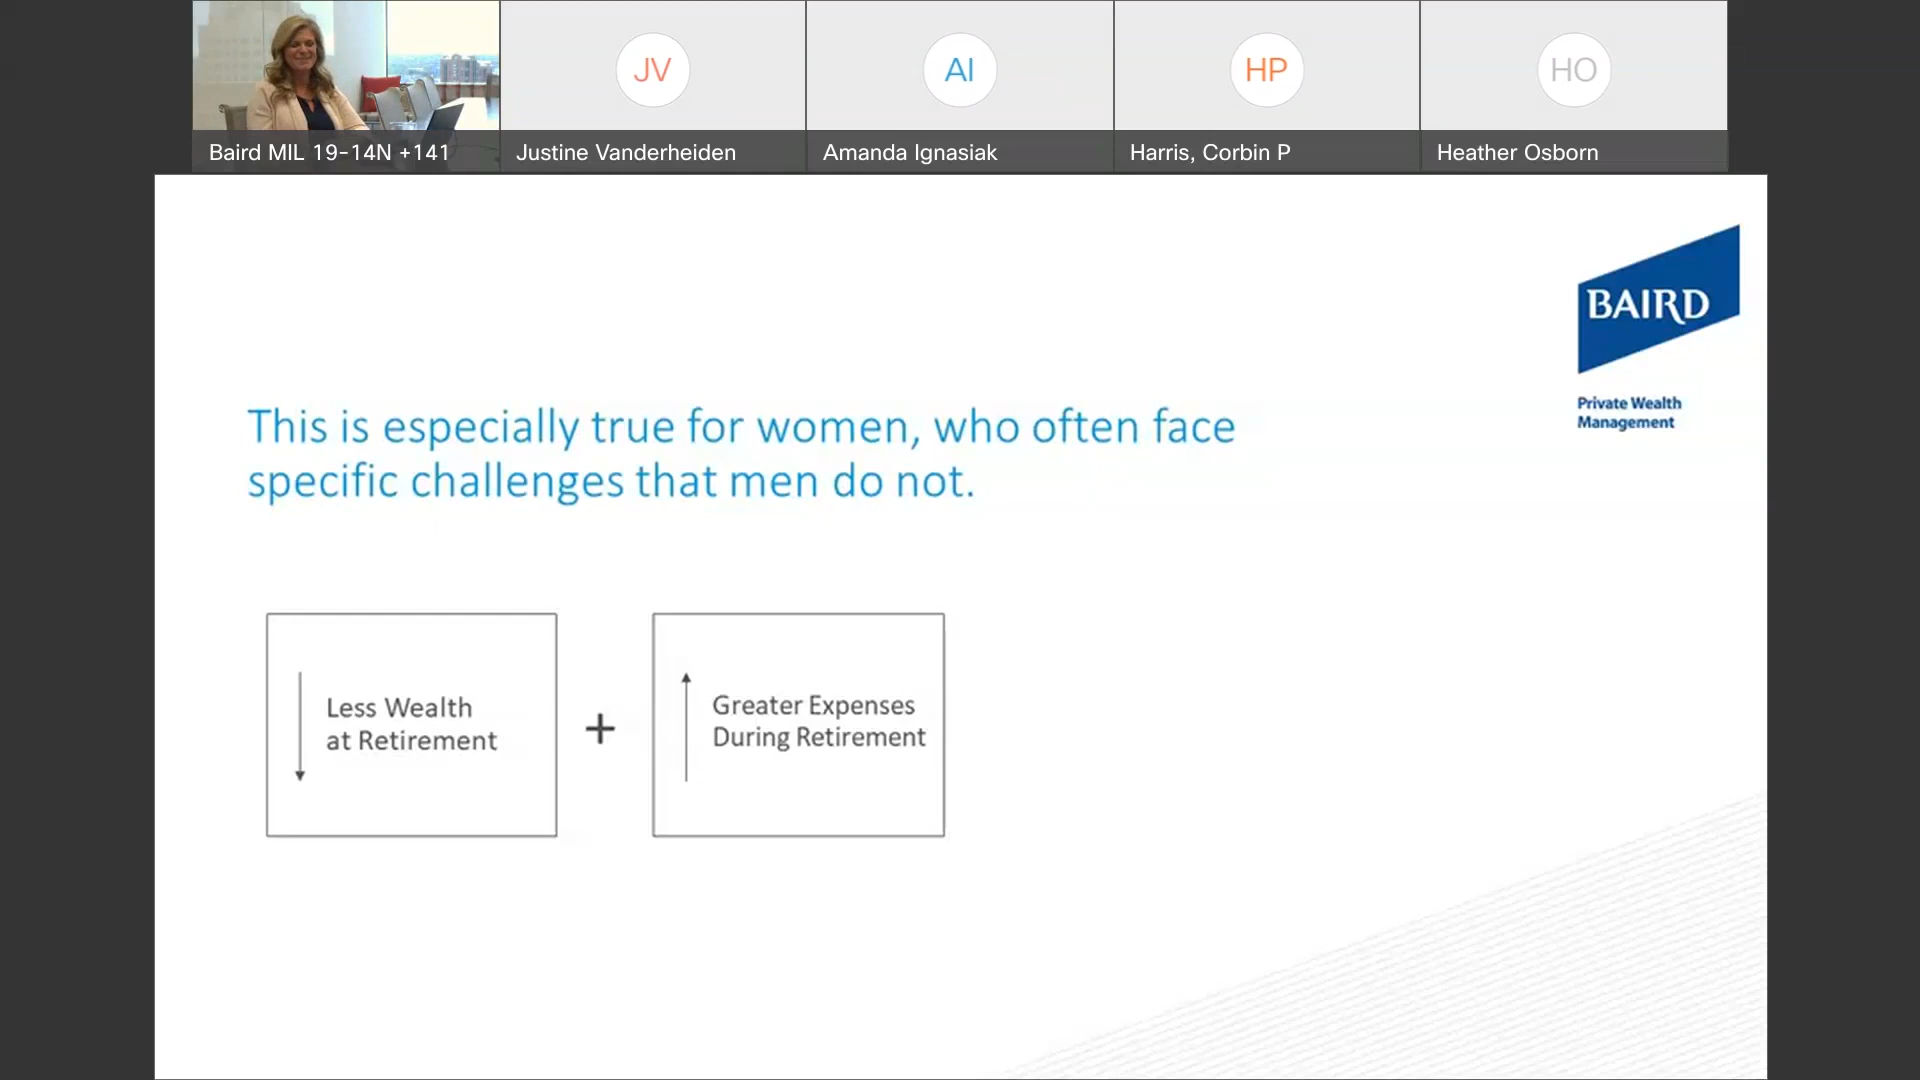 JV
AI
HP
HO
Baird MIL 19-14N +141
Justine Vanderheiden
Amanda Ignasiak
Harris, Corbin P
Heather Osborn
BAIRD
Private Wealth
Management
This is especially true for women, who often face
specific challenges that men do not.
Less Wealth
at Retirement
+
Greater Expenses
During Retirement